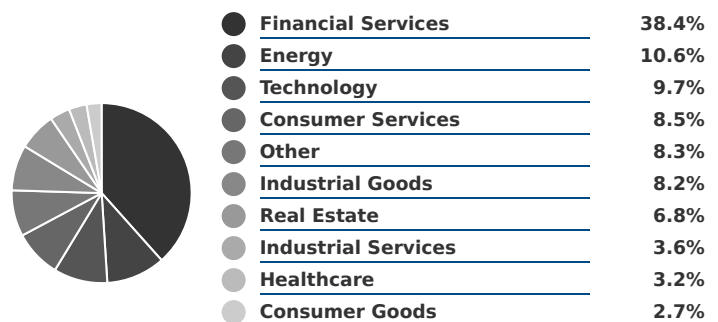 Financial Services 38.4%
Energy 10.6%
Technology 9.7%
Consumer Services 8.5%
Other 8.3%
Industrial Goods 8.2%
Real Estate 6.8%
Industrial Services 3.6%
Healthcare 3.2%
Consumer Goods 2.7%